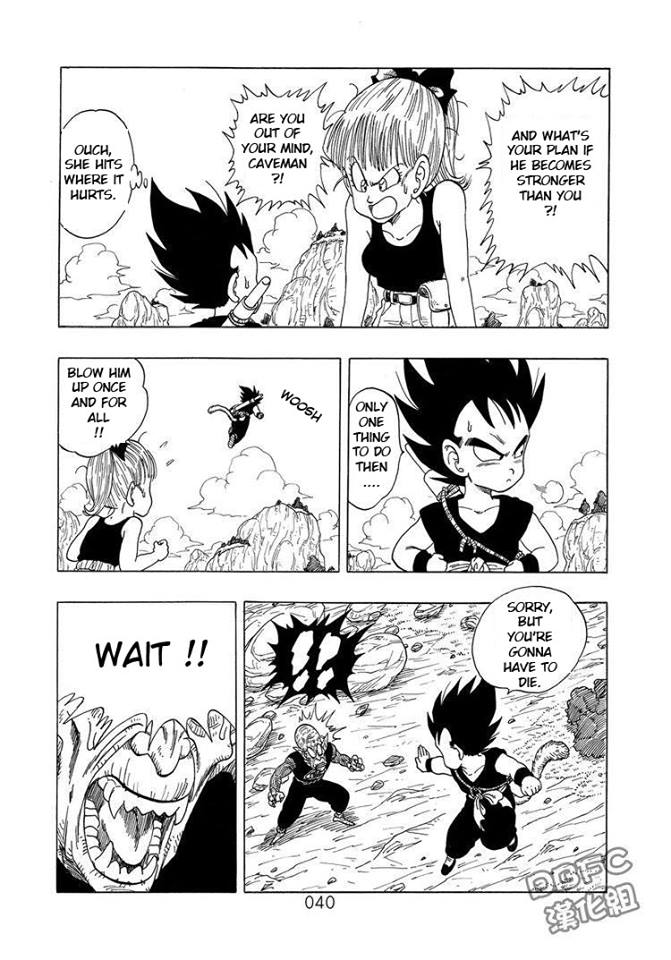 AND WHAT'S
YOUR PLAN IF
HE BECOMES
STRONGER
THAN YOU
?!
ARE YOU
OUT OF
YOUR MIND,
CAVEMAN
?!
OUCH,
SHE HITS
WHERE IT
HURTS.
ONLY
ONE
THING
TO DO
THEN
....
BLOW HIM
UP ONCE
AND FOR
ALL
!!
WOOSH
SORRY,
BUT
YOU'RE
GONNA
HAVE TO
DIE.
!!
WAIT !!
040
DBFC
漢化組